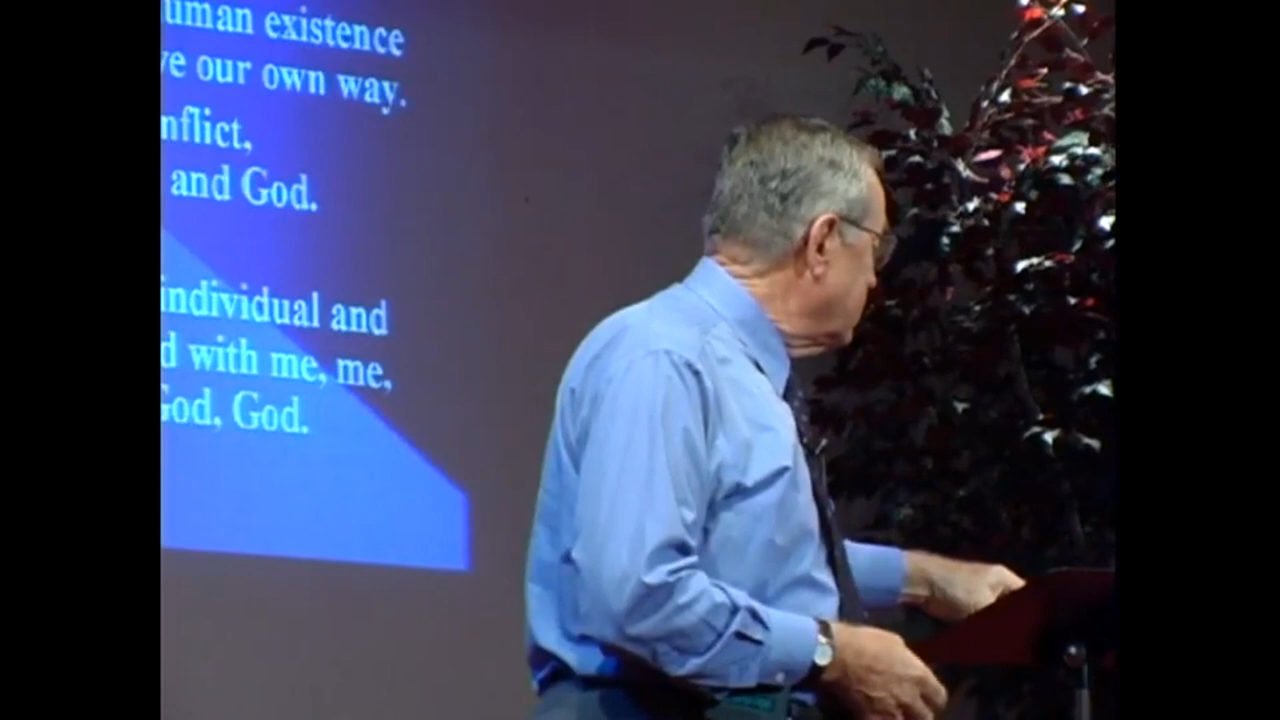 uman existence
ve our own way.
nflict,
and God.
individual and
d with me, me,
God, God.